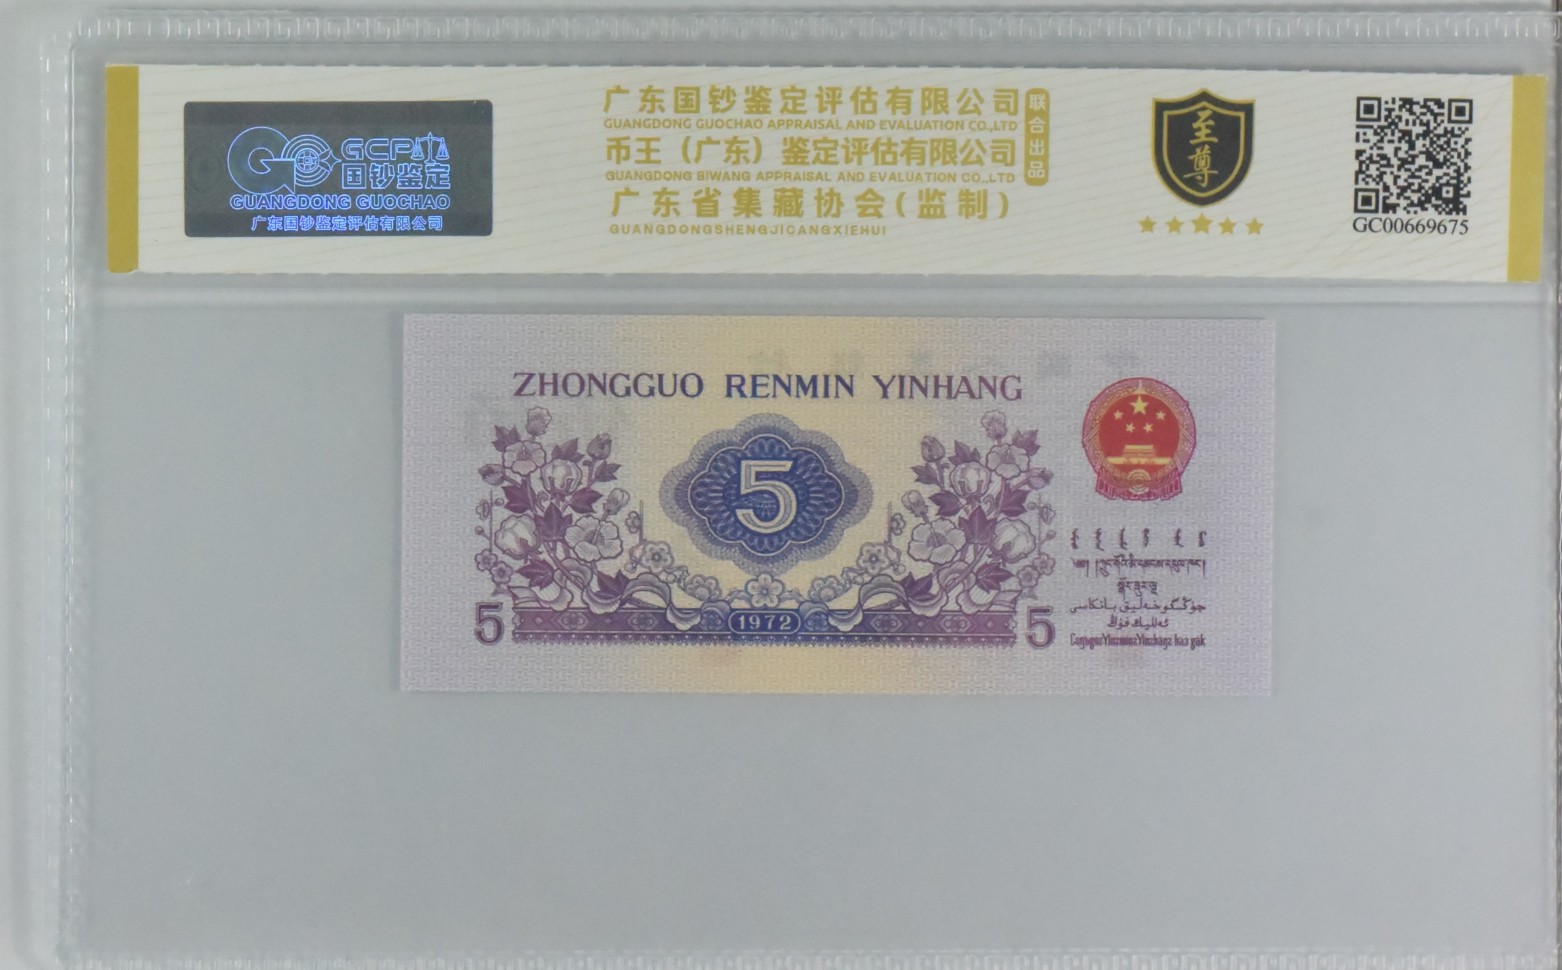 GCP
国钞鉴定
GUANGDONG GUOCHAO
广东国钞鉴定评估有限公司
广东国钞鉴定评估有限公司
GUANGDONG GUOCHAO APPRAISAL AND EVALUATION CO.,LTD
币王（广东）鉴定评估有限公司
GUANGDONG BIWANG APPRAISAL AND EVALUATION CO.,LTD
广东省集藏协会(监制)
GUANGDONGSHENGJICANGXIEHUI
联合出品
至尊
GC00669675
ZHONGGUO RENMIN YINHANG
5
5
1972
5